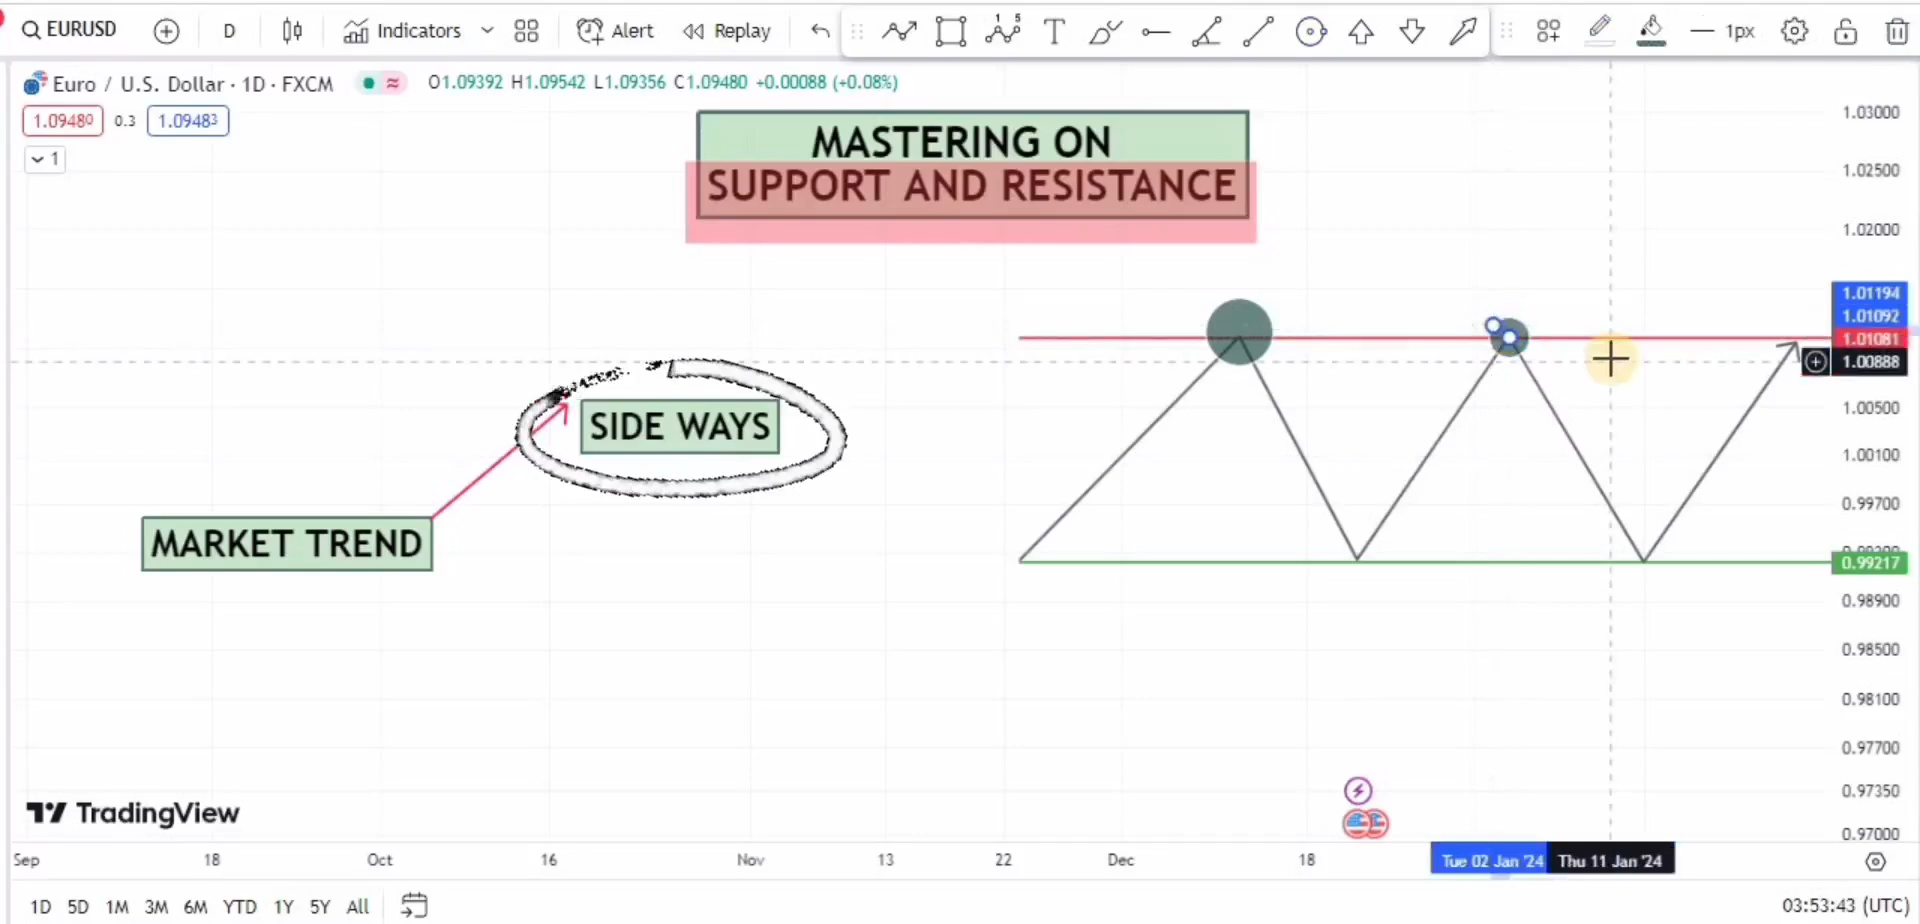 EURUSD
D
Indicators
Alert
Replay
1 5
T
1px
Euro / U.S. Dollar · 1D · FXCM
O1.09392 H1.09542 L1.09356 C1.09480 +0.00088 (+0.08%)
1.09480
0.3
1.09483
1
MASTERING ON
SUPPORT AND RESISTANCE
SIDE WAYS
MARKET TREND
1.03000
1.02500
1.02000
1.01194
1.01092
1.01081
1.00888
1.00500
1.00100
0.99700
0.99217
0.98900
0.98500
0.98100
0.97700
0.97350
0.97000
TradingView
Sep
18
Oct
16
Nov
13
22
Dec
18
Tue 02 Jan '24
Thu 11 Jan '24
1D 5D 1M 3M 6M YTD 1Y 5Y All
03:53:43 (UTC)